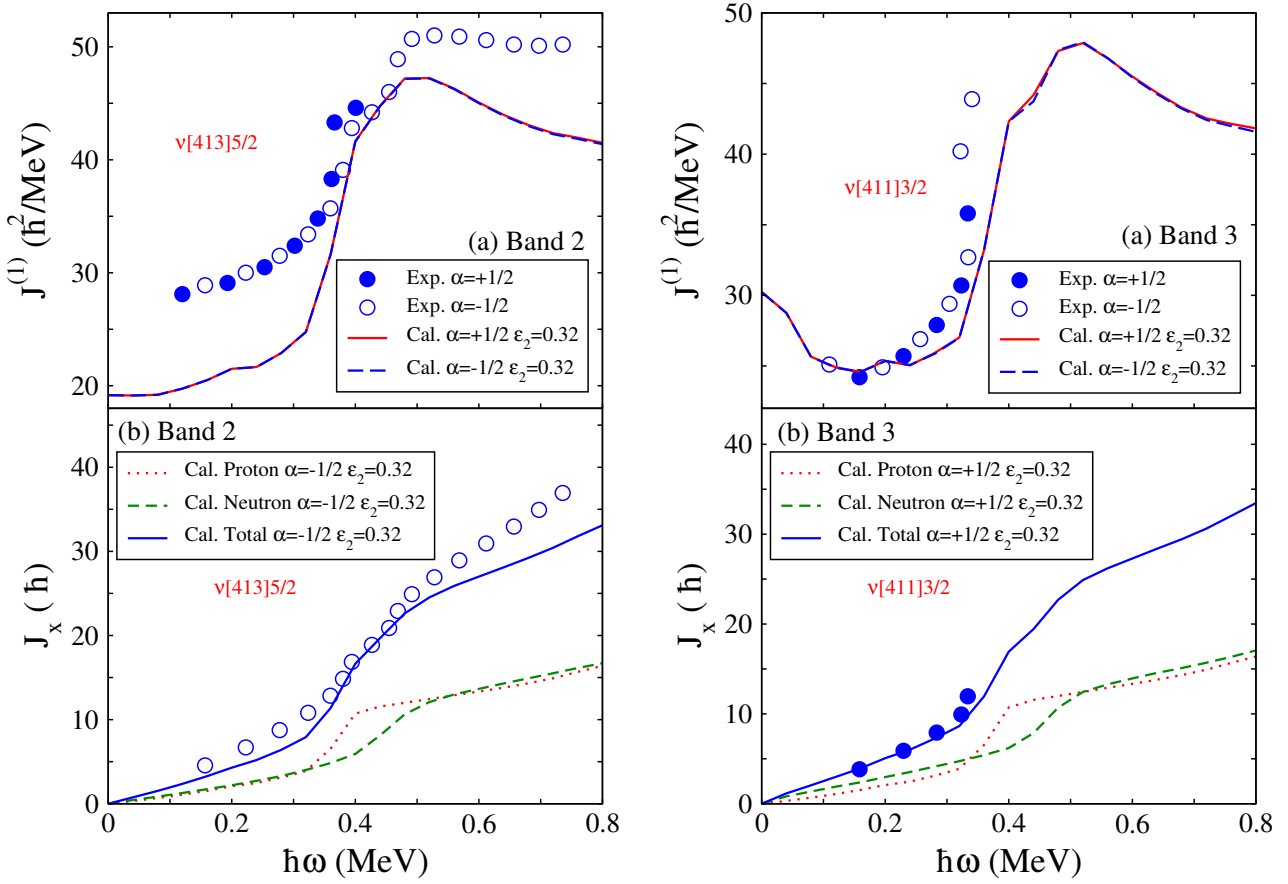 50
40
30
20
J(1) (ħ2/MeV)
ν[413]5/2
(a) Band 2
Exp. α=+1/2
Exp. α=-1/2
Cal. α=+1/2 ε2=0.32
Cal. α=-1/2 ε2=0.32
(b) Band 2
Cal. Proton α=-1/2 ε2=0.32
Cal. Neutron α=-1/2 ε2=0.32
Cal. Total α=-1/2 ε2=0.32
ν[413]5/2
40
30
20
10
0
Jx (ħ)
0 0.2 0.4 0.6 0.8
ħω (MeV)
50
40
30
J(1) (ħ2/MeV)
ν[411]3/2
(a) Band 3
Exp. α=+1/2
Exp. α=-1/2
Cal. α=+1/2 ε2=0.32
Cal. α=-1/2 ε2=0.32
(b) Band 3
Cal. Proton α=+1/2 ε2=0.32
Cal. Neutron α=+1/2 ε2=0.32
Cal. Total α=+1/2 ε2=0.32
ν[411]3/2
40
30
20
10
0
Jx (ħ)
0 0.2 0.4 0.6 0.8
ħω (MeV)